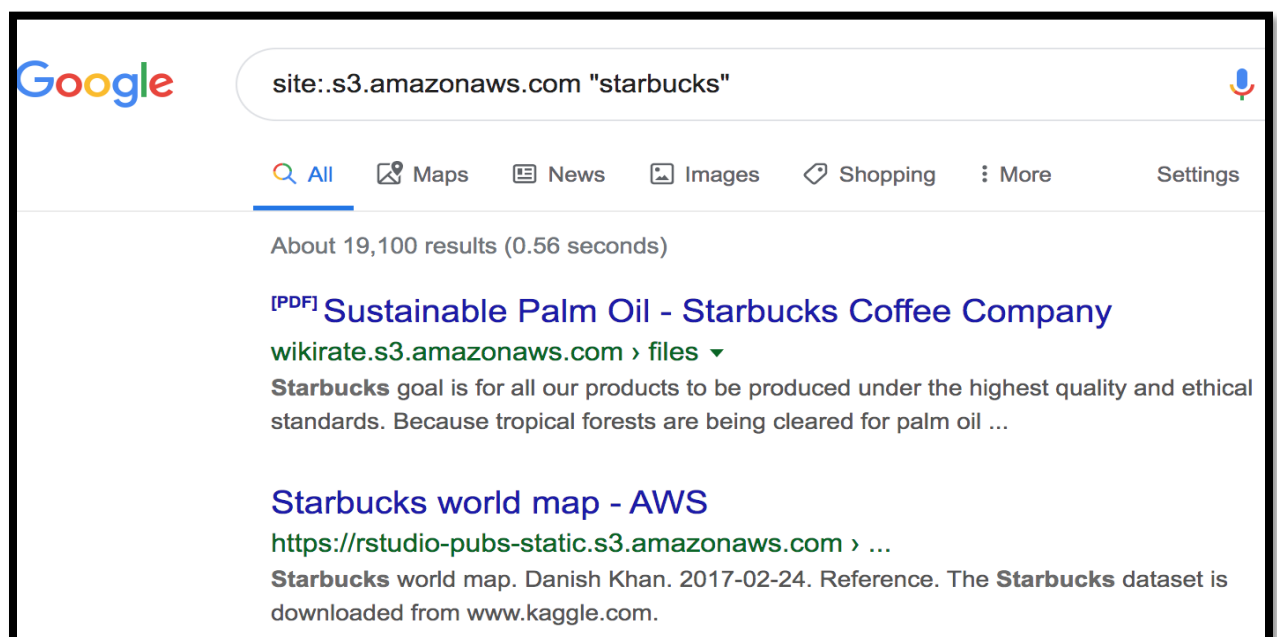 Google
site:.s3.amazonaws.com "starbucks"
All Maps News Images Shopping More Settings
About 19,100 results (0.56 seconds)
[PDF] Sustainable Palm Oil - Starbucks Coffee Company
wikirate.s3.amazonaws.com › files
Starbucks goal is for all our products to be produced under the highest quality and ethical
standards. Because tropical forests are being cleared for palm oil ...
Starbucks world map - AWS
https://rstudio-pubs-static.s3.amazonaws.com › ...
Starbucks world map. Danish Khan. 2017-02-24. Reference. The Starbucks dataset is
downloaded from www.kaggle.com.